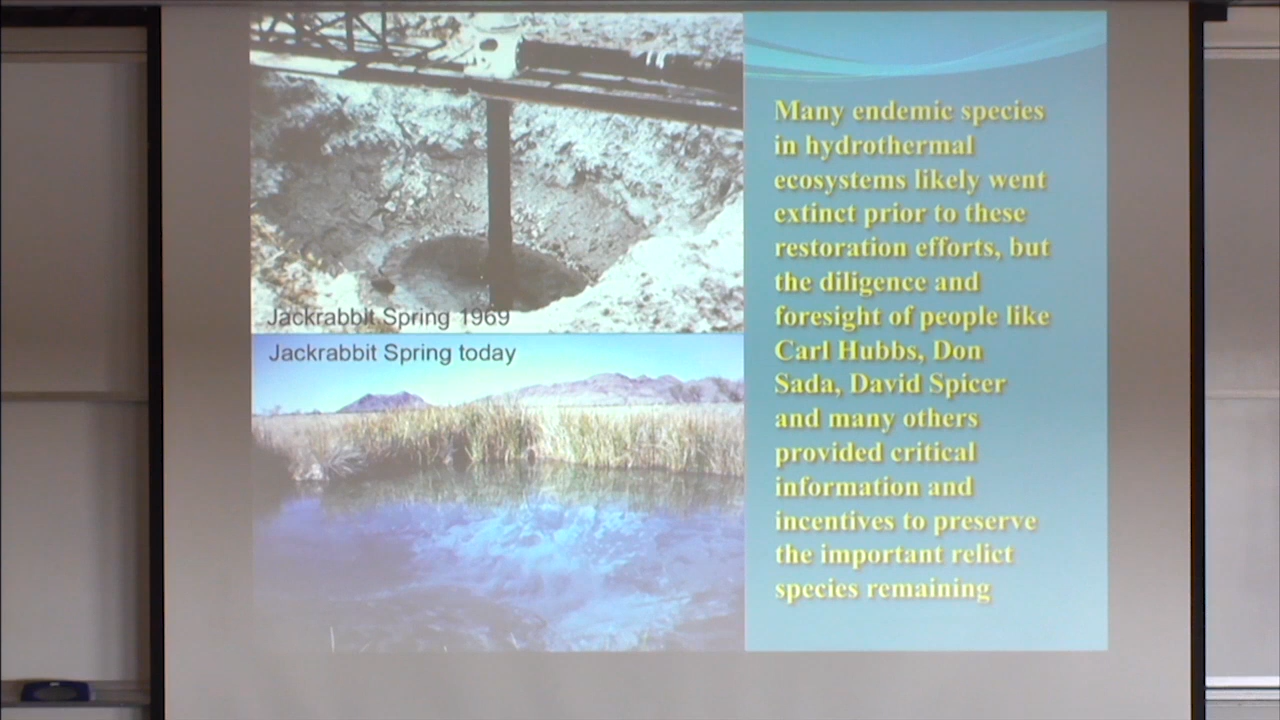 Jackrabbit Spring 1969
Jackrabbit Spring today
Many endemic species
in hydrothermal
ecosystems likely went
extinct prior to these
restoration efforts, but
the diligence and
foresight of people like
Carl Hubbs, Don
Sada, David Spicer
and many others
provided critical
information and
incentives to preserve
the important relict
species remaining